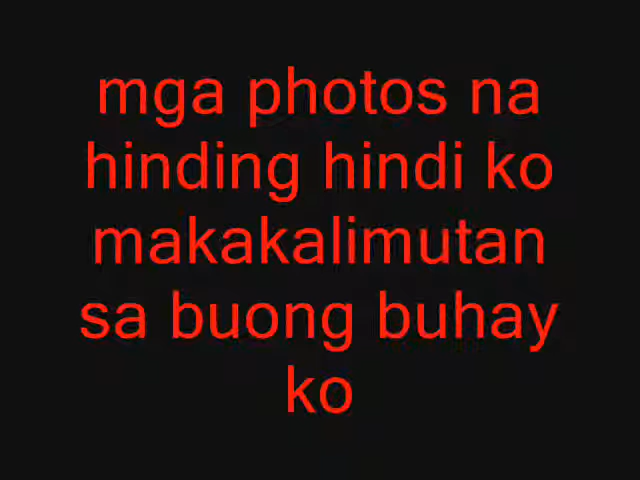 mga photos na
hinding hindi ko
makakalimutan
sa buong buhay
ko